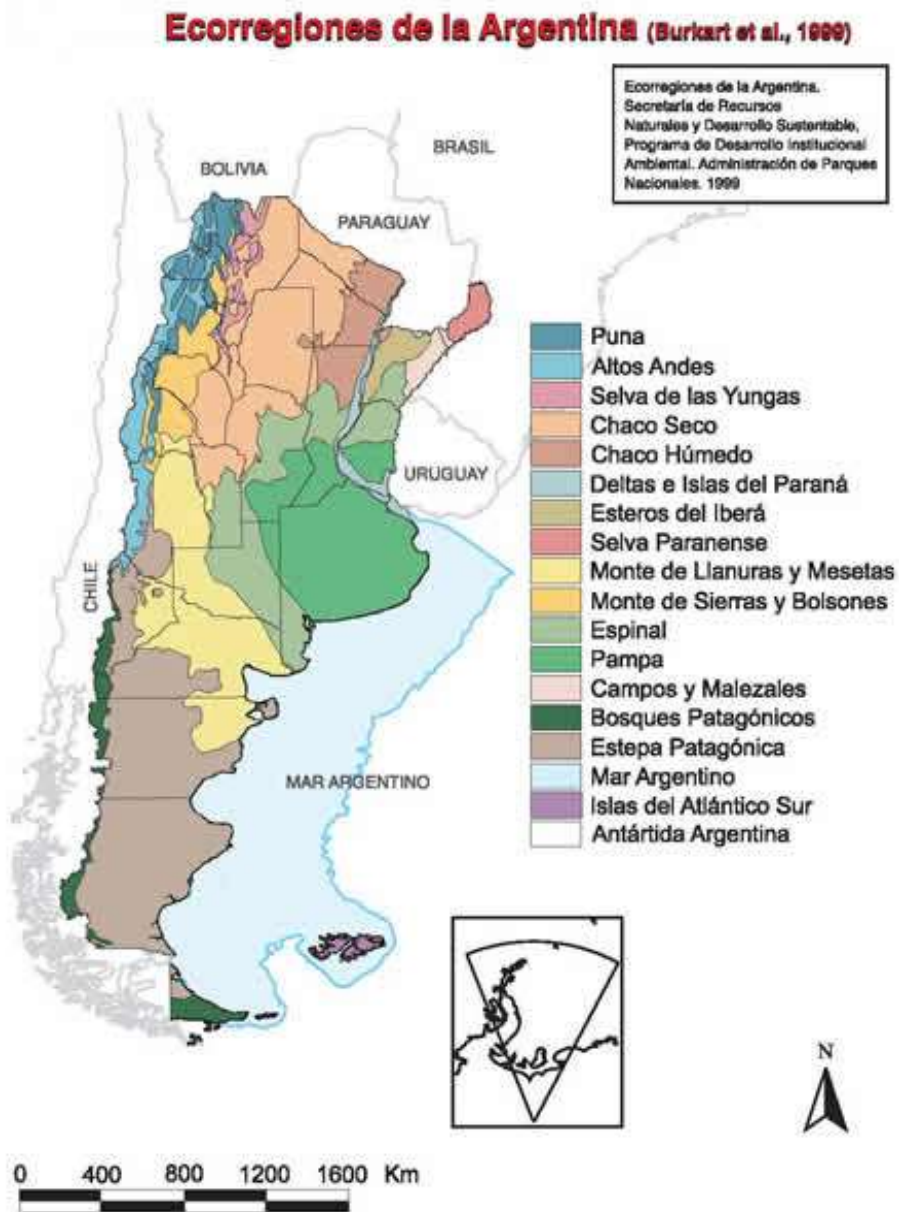 Ecorregiones de la Argentina (Burkart et al., 1999)
Ecorregiones de la Argentina.
Secretaría de Recursos
Naturales y Desarrollo Sustentable,
Programa de Desarrollo Institucional
Ambiental. Administración de Parques
Nacionales. 1999
BRASIL
BOLIVIA
PARAGUAY
URUGUAY
CHILE
MAR ARGENTINO
Puna
Altos Andes
Selva de las Yungas
Chaco Seco
Chaco Húmedo
Deltas e Islas del Paraná
Esteros del Iberá
Selva Paranense
Monte de Llanuras y Mesetas
Monte de Sierras y Bolsones
Espinal
Pampa
Campos y Malezales
Bosques Patagónicos
Estepa Patagónica
Mar Argentino
Islas del Atlántico Sur
Antártida Argentina
N
0 400 800 1200 1600 Km